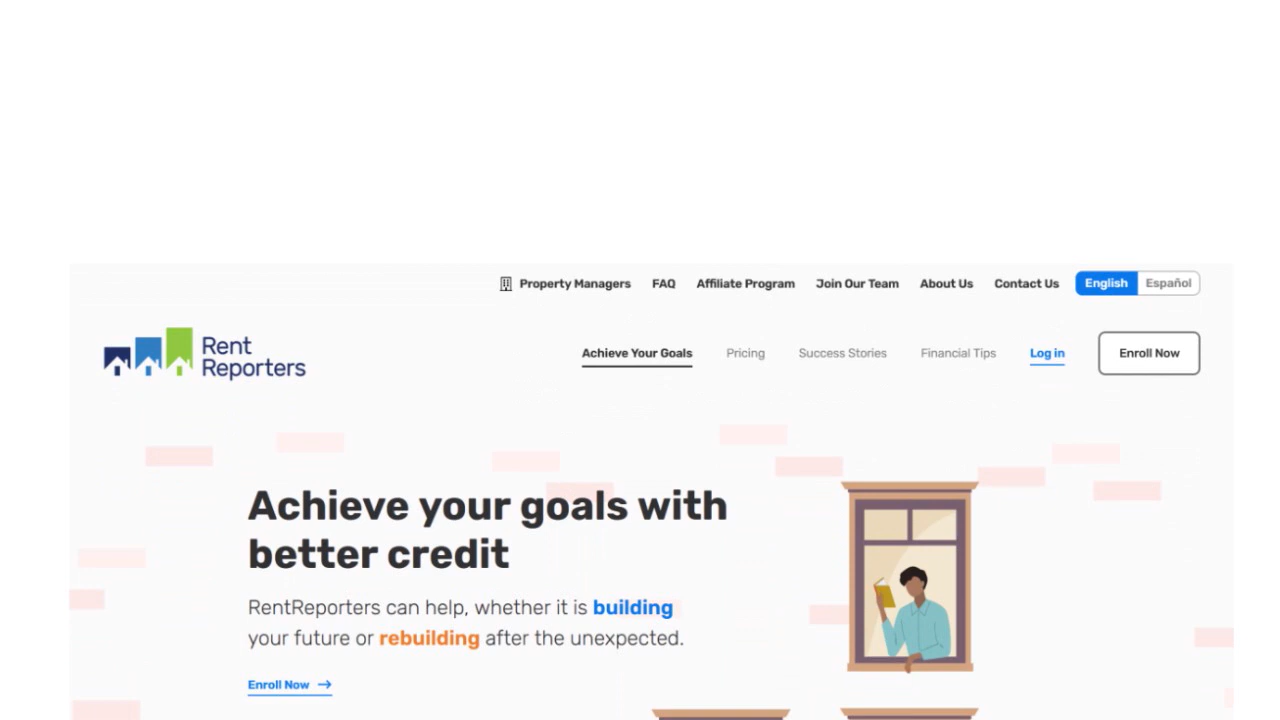 Property Managers FAQ Affiliate Program Join Our Team About Us Contact Us English Español
Rent
Reporters
Achieve Your Goals Pricing Success Stories Financial Tips Log in Enroll Now
Achieve your goals with
better credit
RentReporters can help, whether it is building
your future or rebuilding after the unexpected.
Enroll Now →